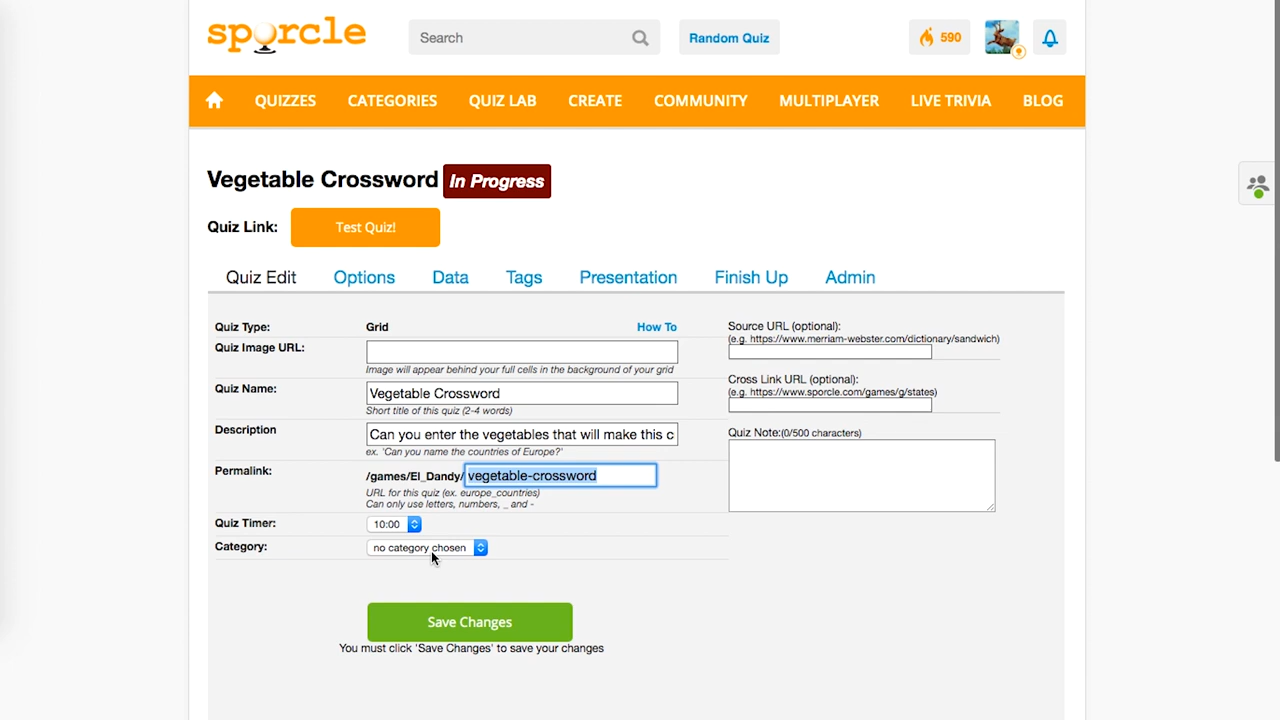 sporcle
Search
Random Quiz
590
QUIZZES CATEGORIES QUIZ LAB CREATE COMMUNITY MULTIPLAYER LIVE TRIVIA BLOG
Vegetable Crossword In Progress
Quiz Link: Test Quiz!
Quiz Edit Options Data Tags Presentation Finish Up Admin
Quiz Type: Grid How To
Quiz Image URL:
Image will appear behind your full cells in the background of your grid
Quiz Name: Vegetable Crossword
Short title of this quiz (2-4 words)
Description Can you enter the vegetables that will make this c
ex. 'Can you name the countries of Europe?'
Permalink: /games/El_Dandy/ vegetable-crossword
URL for this quiz (ex. europe_countries)
Can only use letters, numbers, _ and -
Quiz Timer: 10:00
Category: no category chosen
Save Changes
You must click 'Save Changes' to save your changes
Source URL (optional):
(e.g. https://www.merriam-webster.com/dictionary/sandwich)
Cross Link URL (optional):
(e.g. https://www.sporcle.com/games/g/states)
Quiz Note:(0/500 characters)